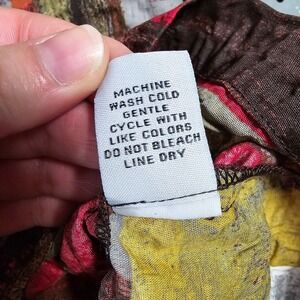 MACHINE
WASH COLD
GENTLE
CYCLE WITH
LIKE COLORS
DO NOT BLEACH
LINE DRY